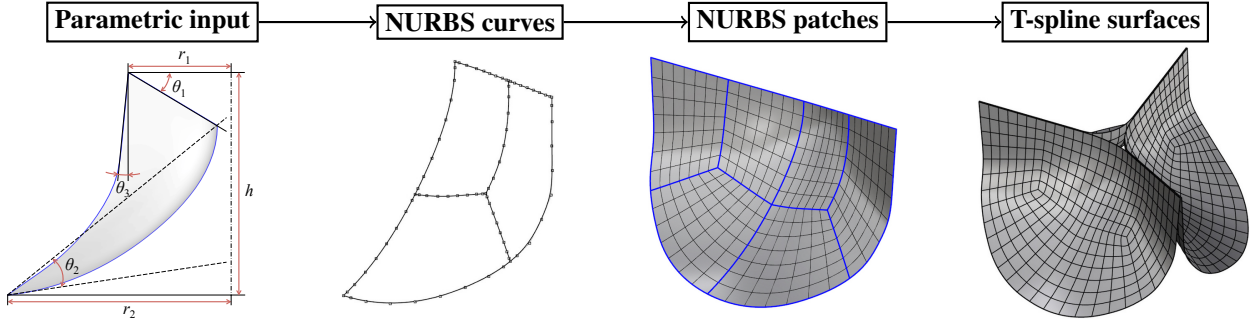 Parametric input
NURBS curves
NURBS patches
T-spline surfaces
r₁
θ₁
θ₃
h
θ₂
r₂